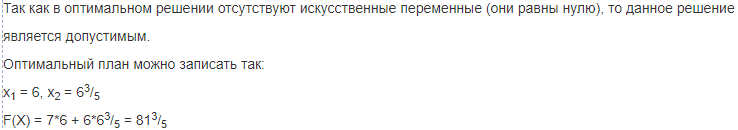 Так как в оптимальном решении отсутствуют искусственные переменные (они равны нулю), то данное решение
является допустимым.
Оптимальный план можно записать так:
x₁ = 6, x₂ = 6³/₅
F(X) = 7*6 + 6*6³/₅ = 81³/₅